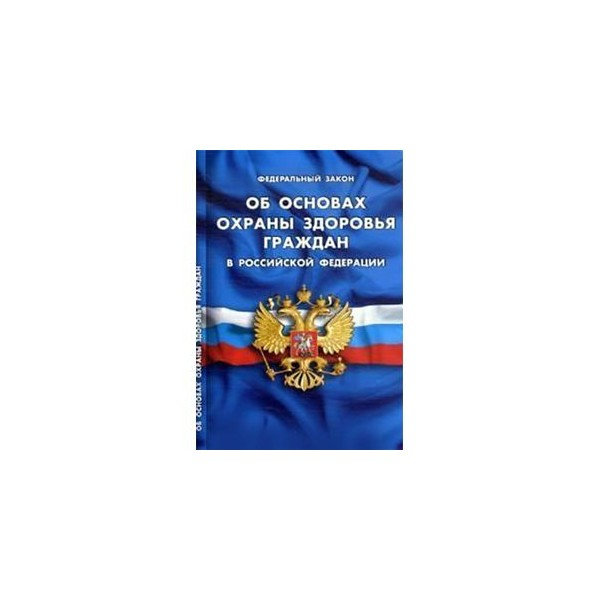 ФЕДЕРАЛЬНЫЙ ЗАКОН
ОБ ОСНОВАХ
ОХРАНЫ ЗДОРОВЬЯ
ГРАЖДАН
В РОССИЙСКОЙ ФЕДЕРАЦИИ
ОБ ОСНОВАХ ОХРАНЫ ЗДОРОВЬЯ ГРАЖДАН